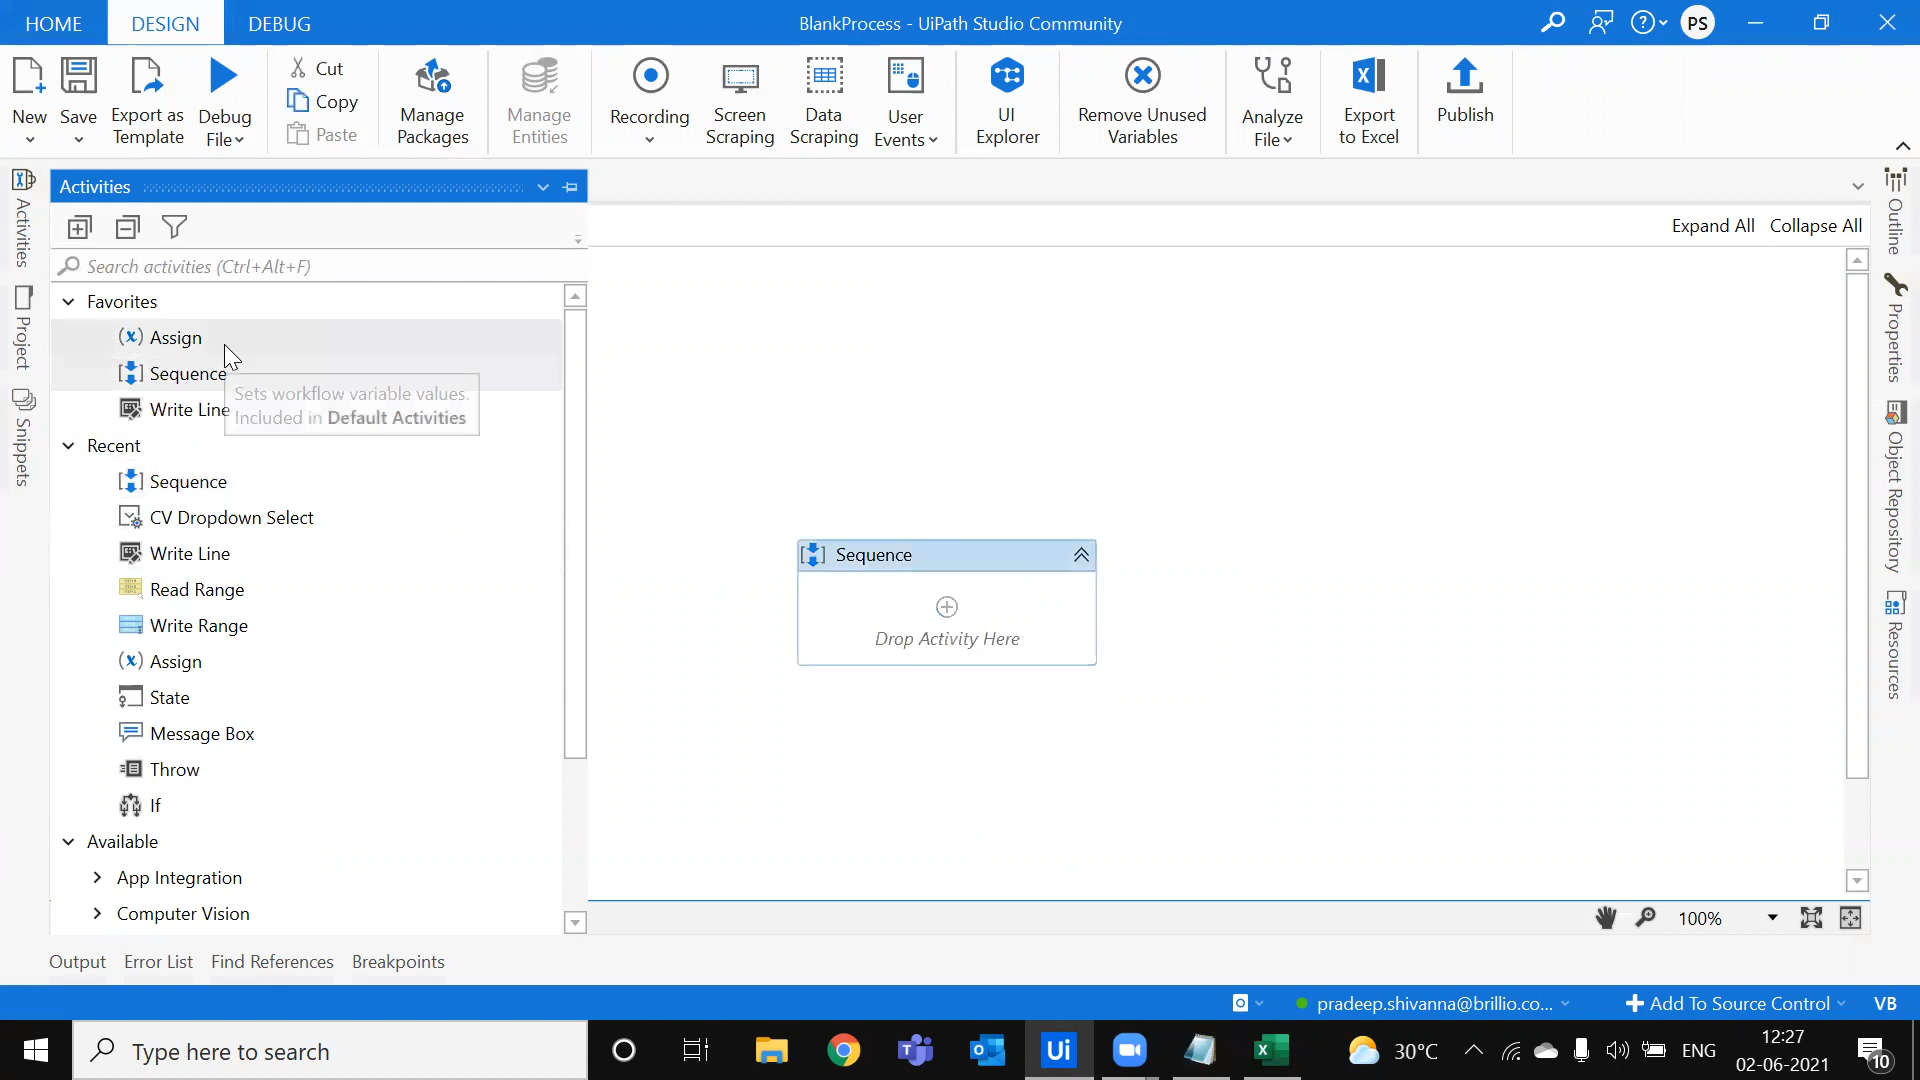 HOME DESIGN DEBUG BlankProcess - UiPath Studio Community PS
New Save Export as Template Debug File Cut Copy Paste Manage Packages Manage Entities Recording Screen Scraping Data Scraping User Events UI Explorer Remove Unused Variables Analyze File Export to Excel Publish
Activities
Expand All Collapse All
Search activities (Ctrl+Alt+F)
Favorites
Assign
Sequence
Sets workflow variable values.
Included in Default Activities
Write Line
Recent
Sequence
CV Dropdown Select
Write Line
Read Range
Write Range
Assign
State
Message Box
Throw
If
Available
App Integration
Computer Vision
Activities
Project
Snippets
Sequence
Drop Activity Here
Outline
Properties
Object Repository
Resources
100%
Output Error List Find References Breakpoints
pradeep.shivanna@brillio.co... Add To Source Control VB
Type here to search Ui 30°C ENG 12:27
02-06-2021 10